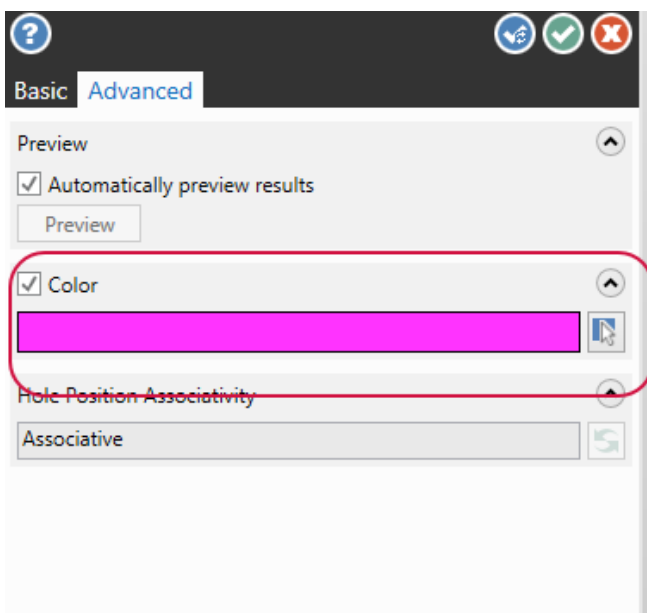 ?
Basic Advanced
Preview
Automatically preview results
Preview
Color
Hole Position Associativity
Associative